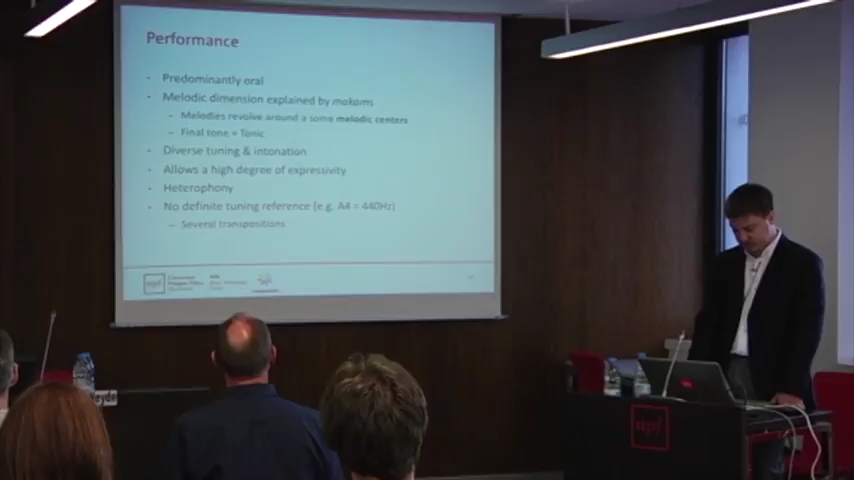 Performance
- Predominantly oral
- Melodic dimension explained by makams
– Melodies revolve around a some melodic centers
– Final tone = Tonic
- Diverse tuning & intonation
- Allows a high degree of expressivity
- Heterophony
- No definite tuning reference (e.g. A4 = 440Hz)
– Several transpositions
upf
upf